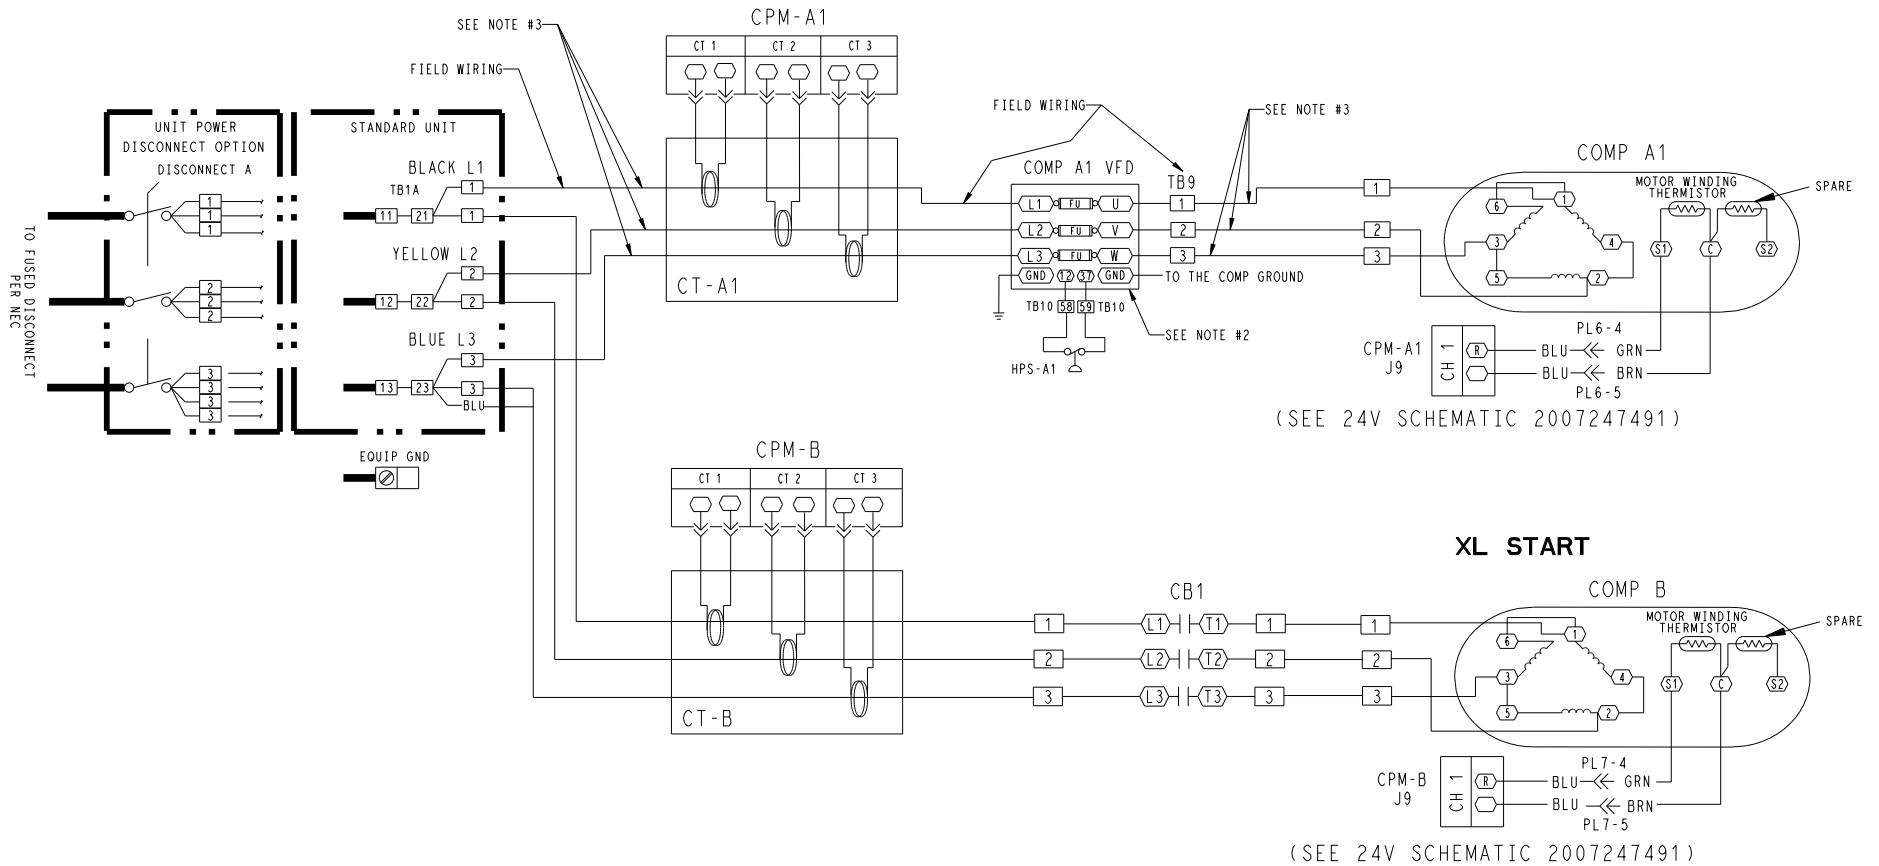 SEE NOTE #3
FIELD WIRING
CPM-A1
CT 1 CT 2 CT 3
CT-A1
UNIT POWER
DISCONNECT OPTION
DISCONNECT A
1
1
1
2
2
2
3
3
3
3
TO FUSED DISCONNECT
PER NEC
STANDARD UNIT
BLACK L1
TB1A
1
11 21 1
YELLOW L2
2
12 22 2
BLUE L3
3
13 23 3
BLU
EQUIP GND
FIELD WIRING
SEE NOTE #3
COMP A1 VFD
TB9
L1 FU U 1 1
L2 FU V 2 2
L3 FU W 3 3
GND 12 37 GND TO THE COMP GROUND
TB10 58 59 TB10
SEE NOTE #2
HPS-A1
COMP A1
MOTOR WINDING
THERMISTOR
SPARE
6 1
3 4
5 2
S1 C S2
CPM-A1
J9
CH 1
R
PL6-4
BLU GRN
BLU BRN
PL6-5
(SEE 24V SCHEMATIC 2007247491)
CPM-B
CT 1 CT 2 CT 3
CT-B
XL START
CB1
1 L1 T1 1 1
2 L2 T2 2 2
3 L3 T3 3 3
COMP B
MOTOR WINDING
THERMISTOR
SPARE
6 1
3 4
5 2
S1 C S2
CPM-B
J9
CH 1
R
PL7-4
BLU GRN
BLU BRN
PL7-5
(SEE 24V SCHEMATIC 2007247491)